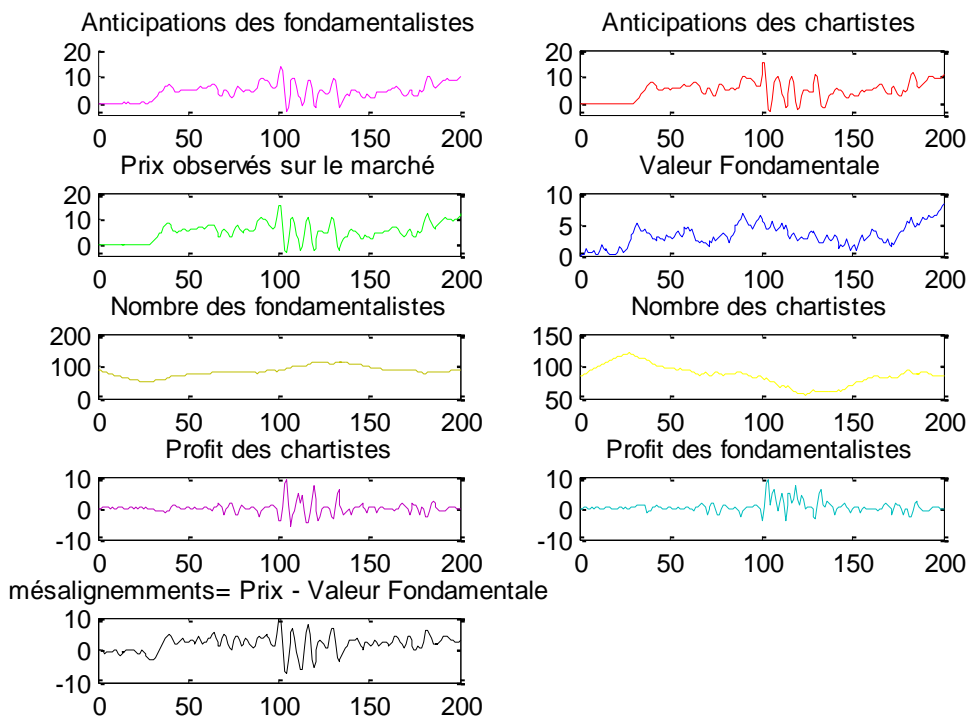 Anticipations des fondamentalistes
20
10
0
0 50 100 150 200
Anticipations des chartistes
20
10
0
0 50 100 150 200
Prix observés sur le marché
20
10
0
0 50 100 150 200
Valeur Fondamentale
10
5
0
0 50 100 150 200
Nombre des fondamentalistes
200
100
0
0 50 100 150 200
Nombre des chartistes
150
100
50
0 50 100 150 200
Profit des chartistes
10
0
-10
0 50 100 150 200
Profit des fondamentalistes
10
0
-10
0 50 100 150 200
mésalignemments= Prix - Valeur Fondamentale
10
0
-10
0 50 100 150 200